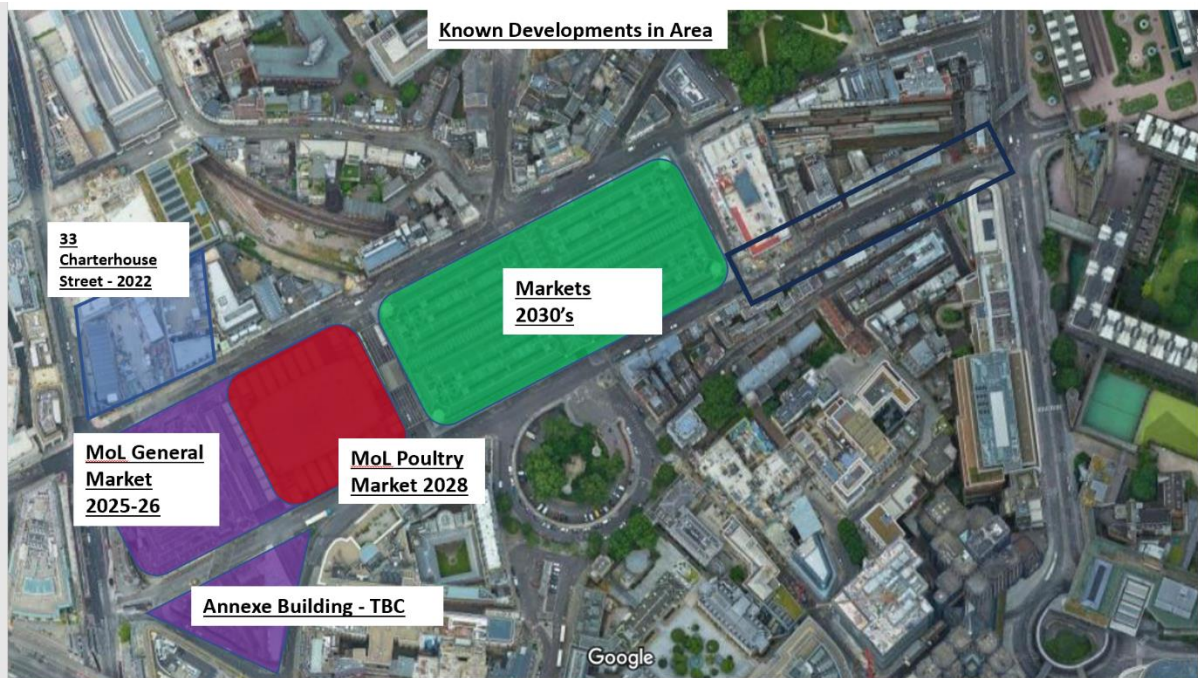 Known Developments in Area
33
Charterhouse
Street - 2022
Markets
2030's
MoL General
Market
2025-26
MoL Poultry
Market 2028
Annexe Building - TBC
Google